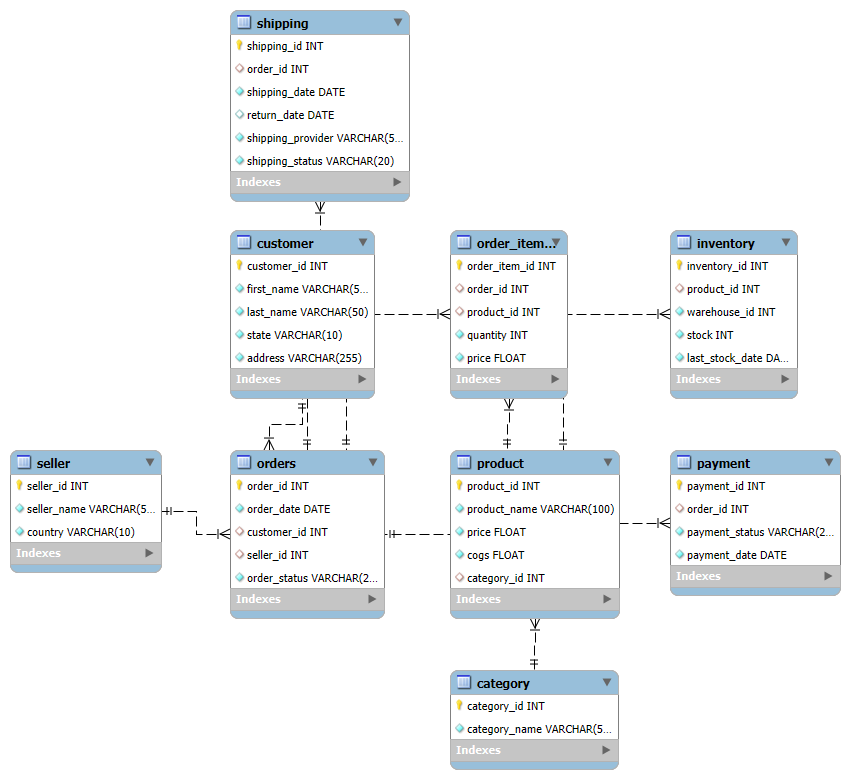 shipping
shipping_id INT
order_id INT
shipping_date DATE
return_date DATE
shipping_provider VARCHAR(5...
shipping_status VARCHAR(20)
Indexes
customer
customer_id INT
first_name VARCHAR(5...
last_name VARCHAR(50)
state VARCHAR(10)
address VARCHAR(255)
Indexes
order_item...
order_item_id INT
order_id INT
product_id INT
quantity INT
price FLOAT
Indexes
inventory
inventory_id INT
product_id INT
warehouse_id INT
stock INT
last_stock_date DA...
Indexes
seller
seller_id INT
seller_name VARCHAR(5...
country VARCHAR(10)
Indexes
orders
order_id INT
order_date DATE
customer_id INT
seller_id INT
order_status VARCHAR(2...
Indexes
product
product_id INT
product_name VARCHAR(100)
price FLOAT
cogs FLOAT
category_id INT
Indexes
payment
payment_id INT
order_id INT
payment_status VARCHAR(2...
payment_date DATE
Indexes
category
category_id INT
category_name VARCHAR(5...
Indexes